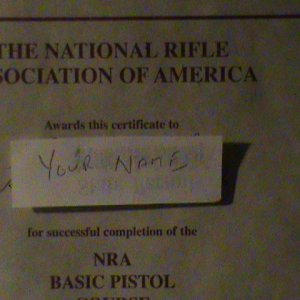 THE NATIONAL RIFLE
SOCIATION OF AMERICA
Awards this certificate to
YOUR NAME
for successful completion of the
NRA
BASIC PISTOL
COURSE